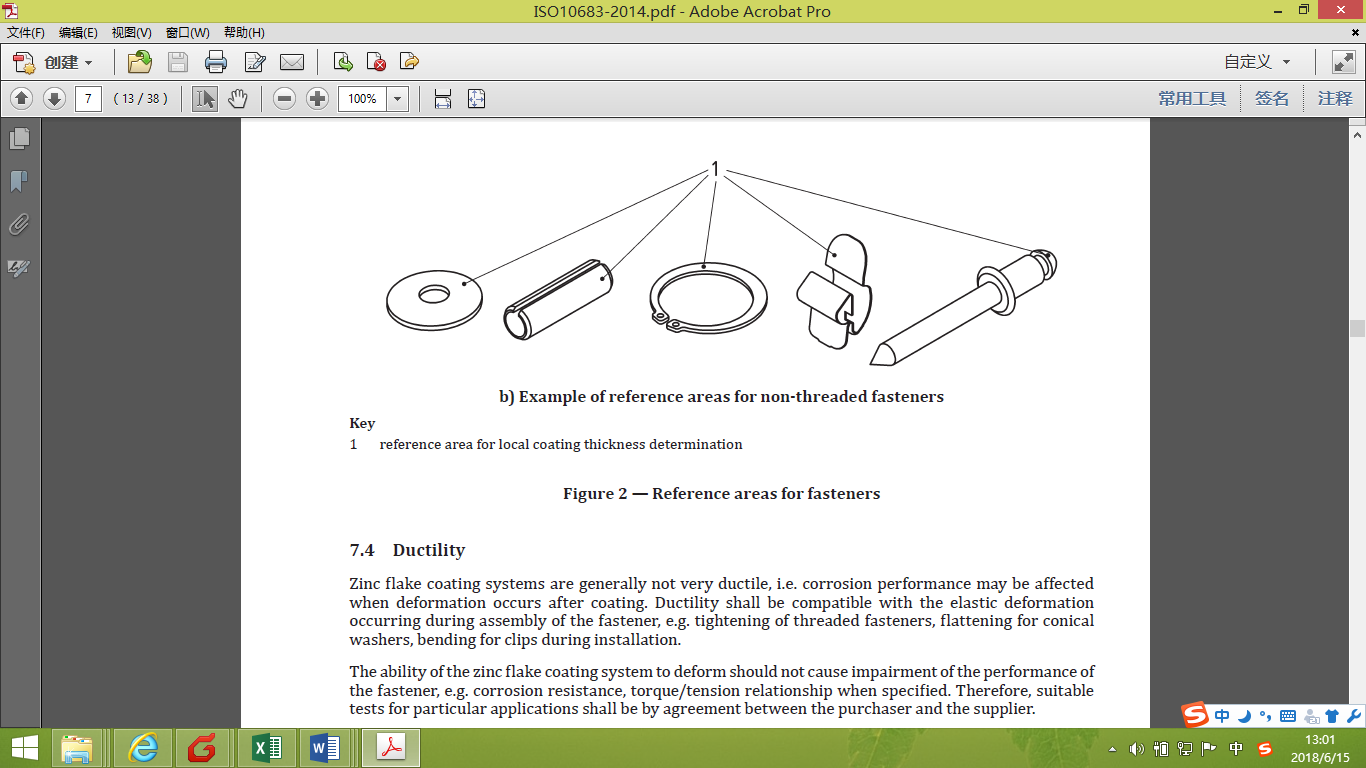 ISO10683-2014.pdf - Adobe Acrobat Pro
文件(F) 编辑(E) 视图(V) 窗口(W) 帮助(H)
创建 自定义
7 (13 / 38) 100% 常用工具 签名 注释
1
b) Example of reference areas for non-threaded fasteners
Key
1 reference area for local coating thickness determination
Figure 2 — Reference areas for fasteners
7.4 Ductility
Zinc flake coating systems are generally not very ductile, i.e. corrosion performance may be affected
when deformation occurs after coating. Ductility shall be compatible with the elastic deformation
occurring during assembly of the fastener, e.g. tightening of threaded fasteners, flattening for conical
washers, bending for clips during installation.
The ability of the zinc flake coating system to deform should not cause impairment of the performance of
the fastener, e.g. corrosion resistance, torque/tension relationship when specified. Therefore, suitable
tests for particular applications shall be by agreement between the purchaser and the supplier.
中
中
13:01
2018/6/15